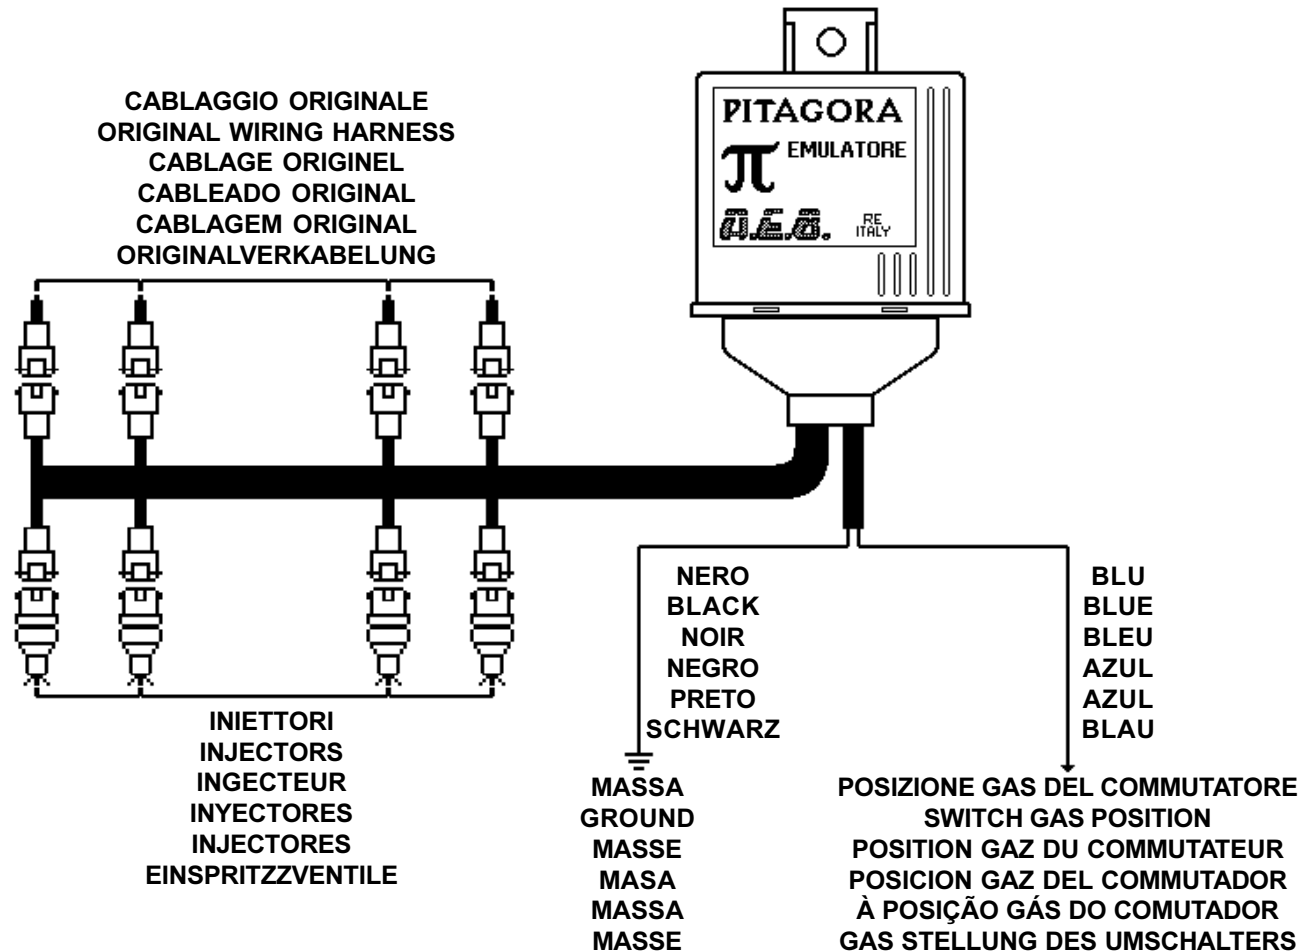 CABLAGGIO ORIGINALE
ORIGINAL WIRING HARNESS
CABLAGE ORIGINEL
CABLEADO ORIGINAL
CABLAGEM ORIGINAL
ORIGINALVERKABELUNG
PITAGORA
π EMULATORE
A.E.B. RE
ITALY
NERO
BLACK
NOIR
NEGRO
PRETO
SCHWARZ
BLU
BLUE
BLEU
AZUL
AZUL
BLAU
INIETTORI
INJECTORS
INGECTEUR
INYECTORES
INJECTORES
EINSPRITZZVENTILE
MASSA
GROUND
MASSE
MASA
MASSA
MASSE
POSIZIONE GAS DEL COMMUTATORE
SWITCH GAS POSITION
POSITION GAZ DU COMMUTATEUR
POSICION GAZ DEL COMMUTADOR
À POSIÇÃO GÁS DO COMUTADOR
GAS STELLUNG DES UMSCHALTERS